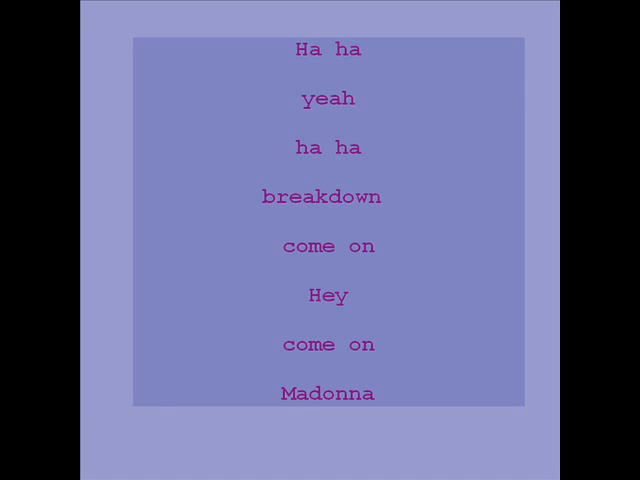 Ha ha
yeah
ha ha
breakdown
come on
Hey
come on
Madonna